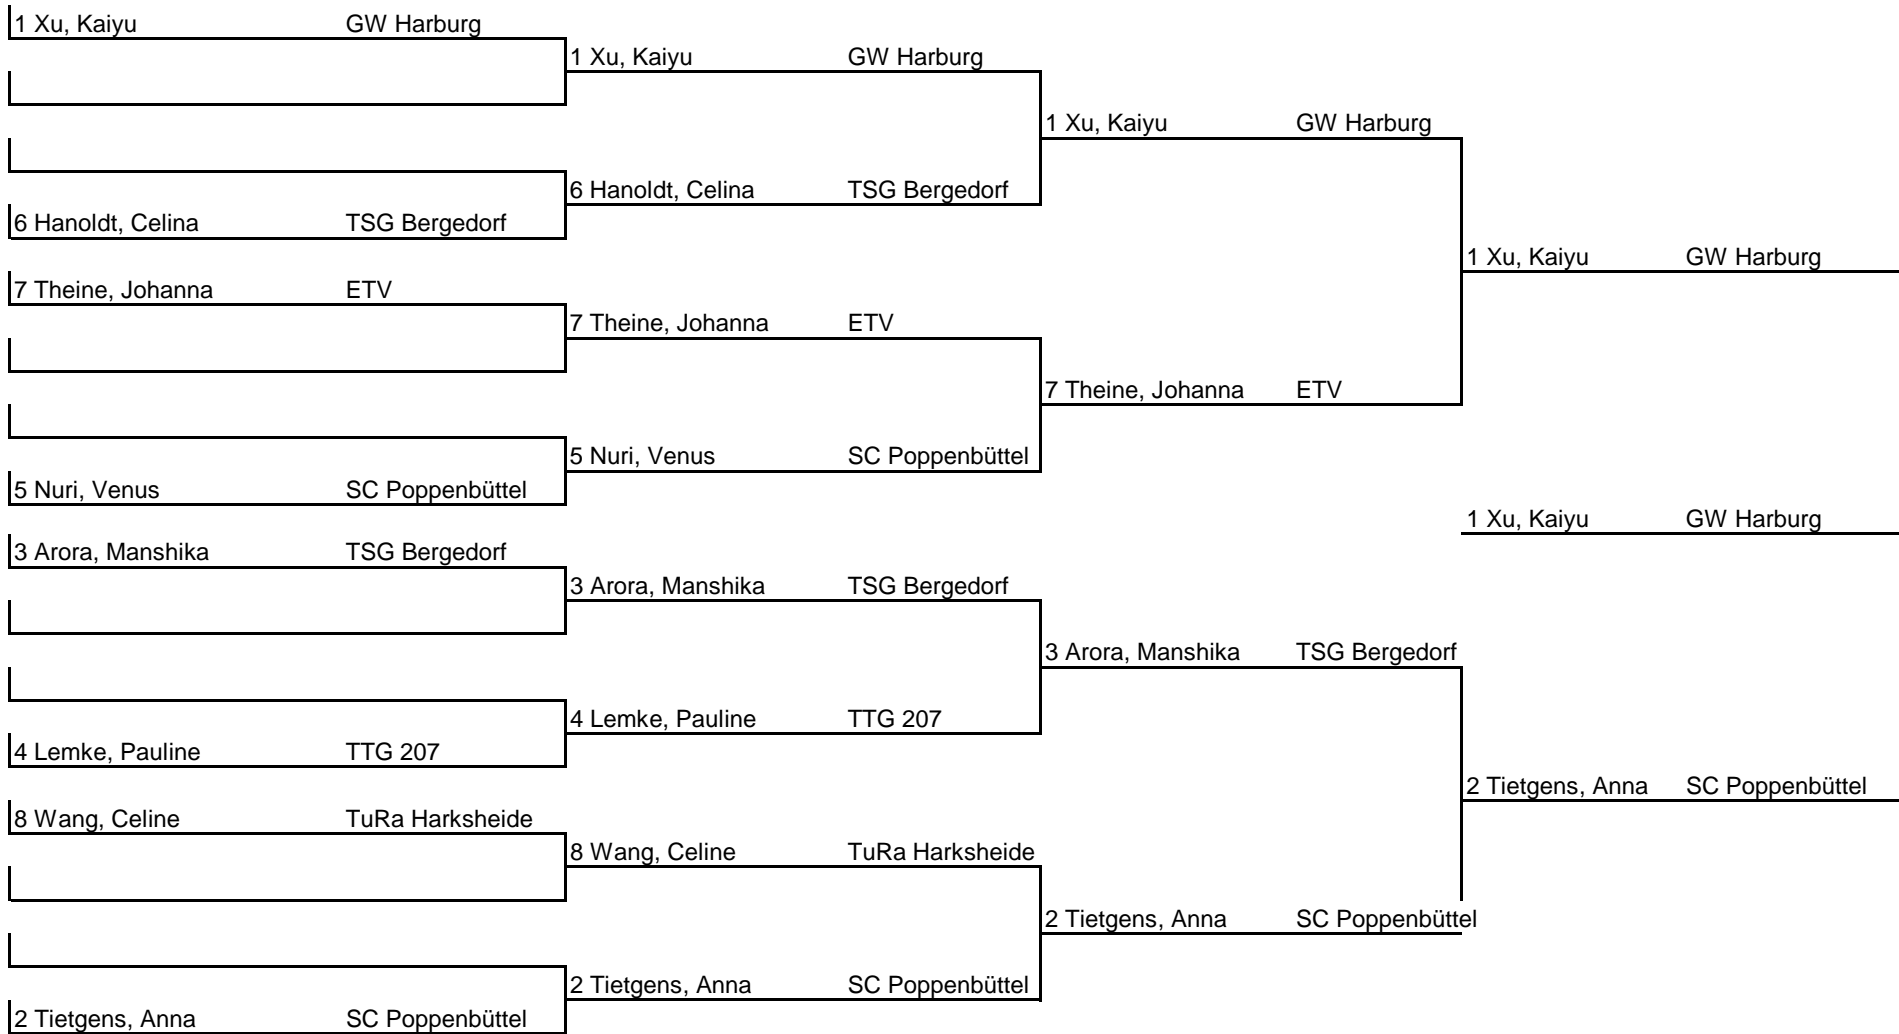 1 Xu, Kaiyu GW Harburg
1 Xu, Kaiyu GW Harburg
1 Xu, Kaiyu GW Harburg
6 Hanoldt, Celina TSG Bergedorf
6 Hanoldt, Celina TSG Bergedorf
1 Xu, Kaiyu GW Harburg
7 Theine, Johanna ETV
7 Theine, Johanna ETV
7 Theine, Johanna ETV
5 Nuri, Venus SC Poppenbüttel
5 Nuri, Venus SC Poppenbüttel
1 Xu, Kaiyu GW Harburg
3 Arora, Manshika TSG Bergedorf
3 Arora, Manshika TSG Bergedorf
3 Arora, Manshika TSG Bergedorf
4 Lemke, Pauline TTG 207
4 Lemke, Pauline TTG 207
2 Tietgens, Anna SC Poppenbüttel
8 Wang, Celine TuRa Harksheide
8 Wang, Celine TuRa Harksheide
2 Tietgens, Anna SC Poppenbüttel
2 Tietgens, Anna SC Poppenbüttel
2 Tietgens, Anna SC Poppenbüttel